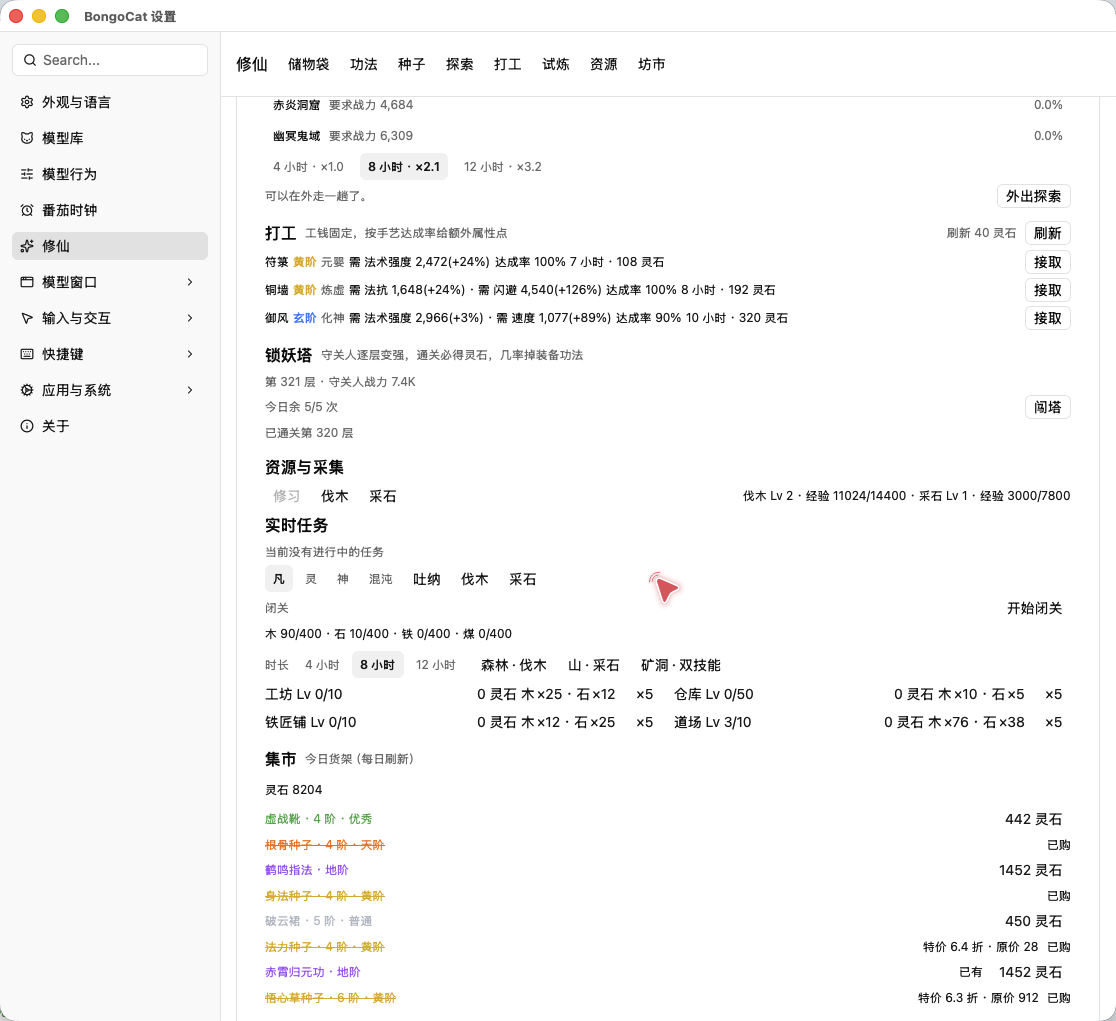 BongoCat 设置
Search...
外观与语言
模型库
模型行为
番茄时钟
修仙
模型窗口
输入与交互
快捷键
应用与系统
关于
修仙 储物袋 功法 种子 探索 打工 试炼 资源 坊市
赤炎洞窟 要求战力 4,684 0.0%
幽冥鬼域 要求战力 6,309 0.0%
4 小时 · ×1.0 8 小时 · ×2.1 12 小时 · ×3.2
可以在外走一趟了。 外出探索
打工 工钱固定，按手艺达成率给额外属性点 刷新 40 灵石 刷新
符箓 黄阶 元婴 需 法术强度 2,472(+24%) 达成率 100% 7 小时 · 108 灵石 接取
铜墙 黄阶 炼虚 需 法抗 1,648(+24%) · 需 闪避 4,540(+126%) 达成率 100% 8 小时 · 192 灵石 接取
御风 玄阶 化神 需 法术强度 2,966(+3%) · 需 速度 1,077(+89%) 达成率 90% 10 小时 · 320 灵石 接取
锁妖塔 守关人逐层变强，通关必得灵石，几率掉装备功法
第 321 层 · 守关人战力 7.4K
今日余 5/5 次 闯塔
已通关第 320 层
资源与采集
修习 伐木 采石 伐木 Lv 2 · 经验 11024/14400 · 采石 Lv 1 · 经验 3000/7800
实时任务
当前没有进行中的任务
凡 灵 神 混沌 吐纳 伐木 采石
闭关 开始闭关
木 90/400 · 石 10/400 · 铁 0/400 · 煤 0/400
时长 4 小时 8 小时 12 小时 森林 · 伐木 山 · 采石 矿洞 · 双技能
工坊 Lv 0/10 0 灵石 木×25 · 石×12 ×5 仓库 Lv 0/50 0 灵石 木×10 · 石×5 ×5
铁匠铺 Lv 0/10 0 灵石 木×12 · 石×25 ×5 道场 Lv 3/10 0 灵石 木×76 · 石×38 ×5
集市 今日货架 (每日刷新)
灵石 8204
虚战靴 · 4 阶 · 优秀 442 灵石
根骨种子 · 4 阶 · 天阶 已购
鹤鸣指法 · 地阶 1452 灵石
身法种子 · 4 阶 · 黄阶 已购
破云裙 · 5 阶 · 普通 450 灵石
法力种子 · 4 阶 · 黄阶 特价 6.4 折 · 原价 28 已购
赤霄归元功 · 地阶 已有 1452 灵石
悟心草种子 · 6 阶 · 黄阶 特价 6.3 折 · 原价 912 已购